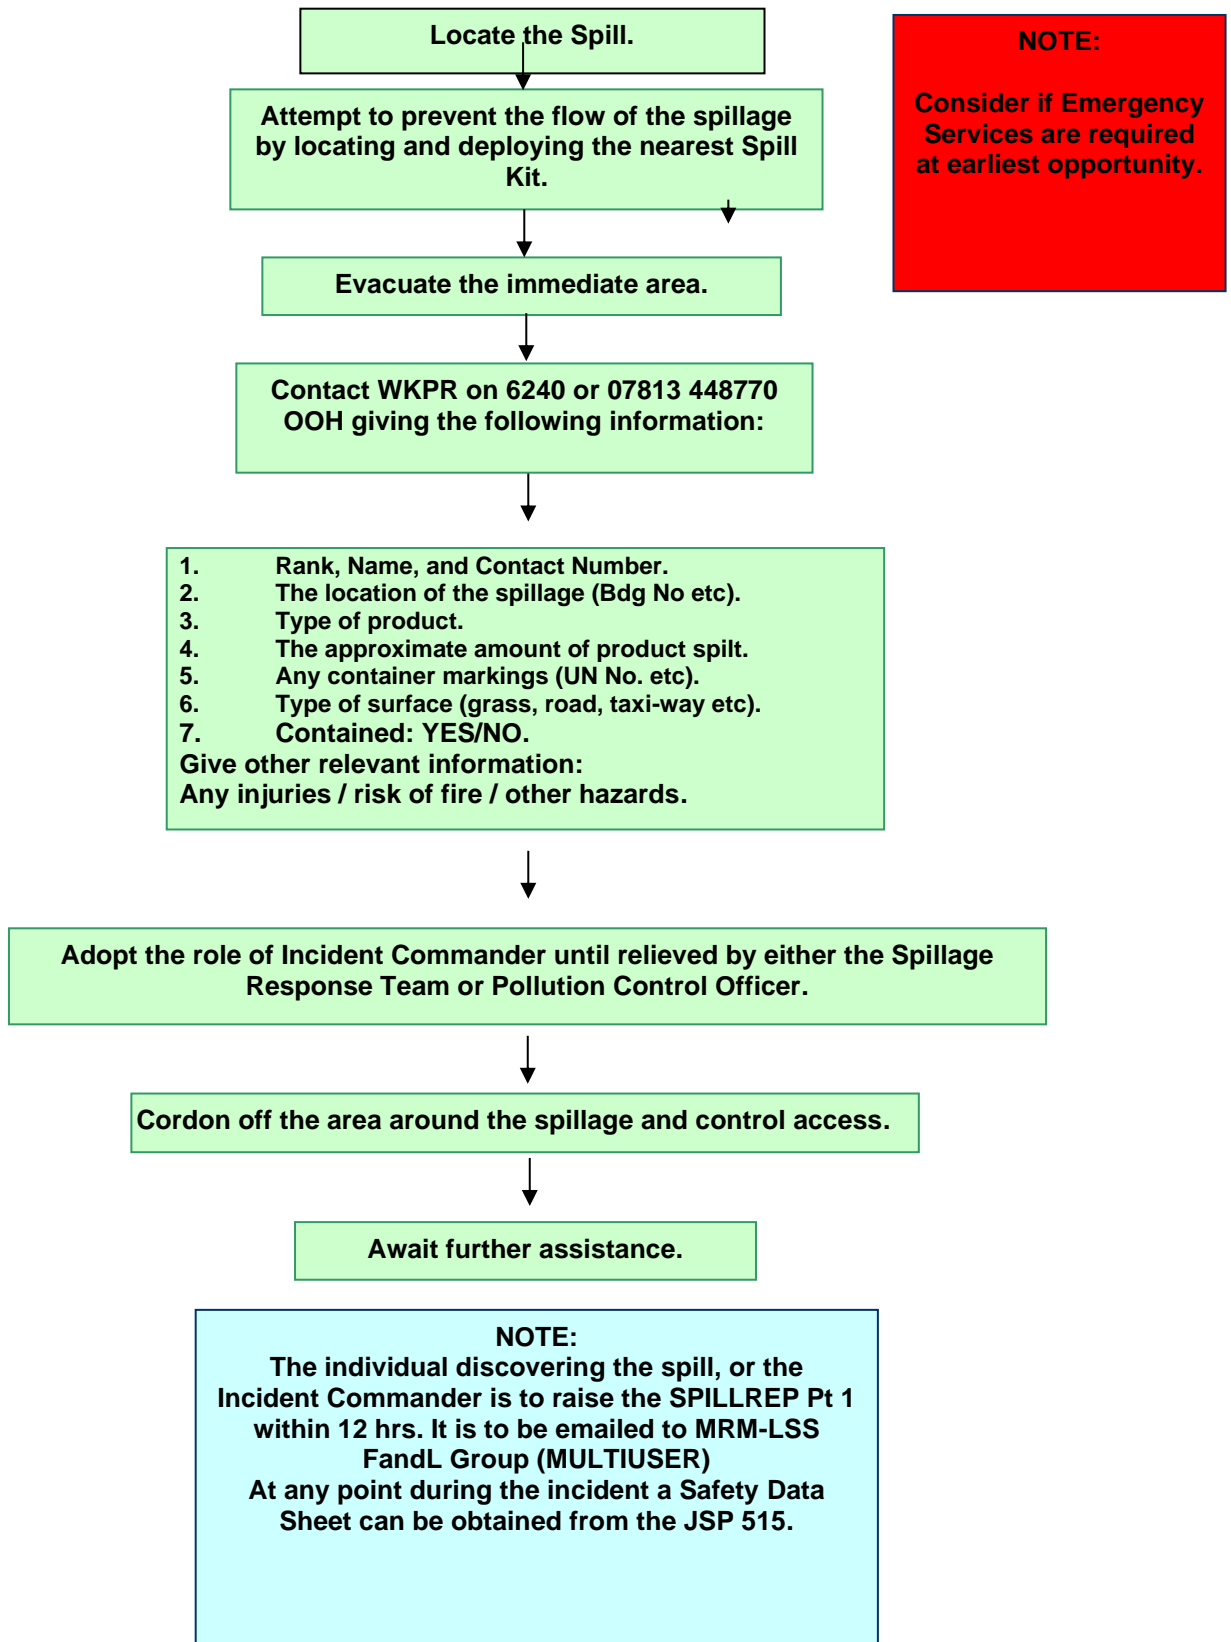 Locate the Spill.
NOTE:
Consider if Emergency
Services are required
at earliest opportunity.
Attempt to prevent the flow of the spillage
by locating and deploying the nearest Spill
Kit.
Evacuate the immediate area.
Contact WKPR on 6240 or 07813 448770
OOH giving the following information:
1. Rank, Name, and Contact Number.
2. The location of the spillage (Bdg No etc).
3. Type of product.
4. The approximate amount of product spilt.
5. Any container markings (UN No. etc).
6. Type of surface (grass, road, taxi-way etc).
7. Contained: YES/NO.
Give other relevant information:
Any injuries / risk of fire / other hazards.
Adopt the role of Incident Commander until relieved by either the Spillage
Response Team or Pollution Control Officer.
Cordon off the area around the spillage and control access.
Await further assistance.
NOTE:
The individual discovering the spill, or the
Incident Commander is to raise the SPILLREP Pt 1
within 12 hrs. It is to be emailed to MRM-LSS
FandL Group (MULTIUSER)
At any point during the incident a Safety Data
Sheet can be obtained from the JSP 515.